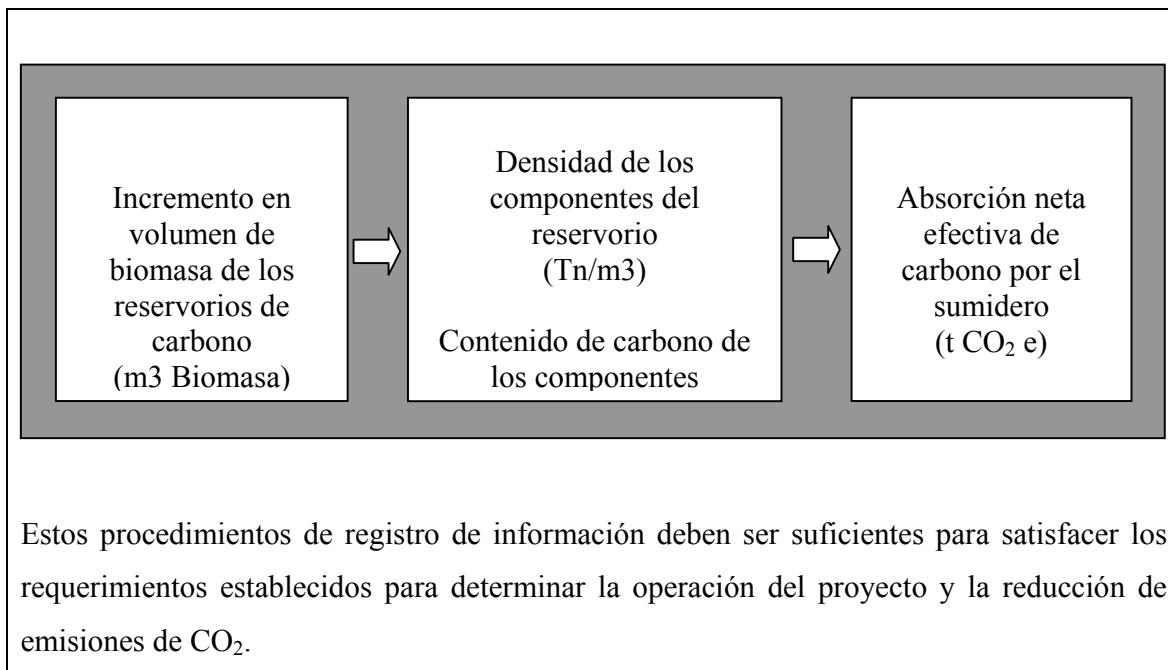 Incremento en
volumen de
biomasa de los
reservorios de
carbono
(m3 Biomasa)
Densidad de los
componentes del
reservorio
(Tn/m3)
Contenido de carbono de
los componentes
Absorción neta
efectiva de
carbono por el
sumidero
(t CO₂ e)
Estos procedimientos de registro de información deben ser suficientes para satisfacer los
requerimientos establecidos para determinar la operación del proyecto y la reducción de
emisiones de CO₂.